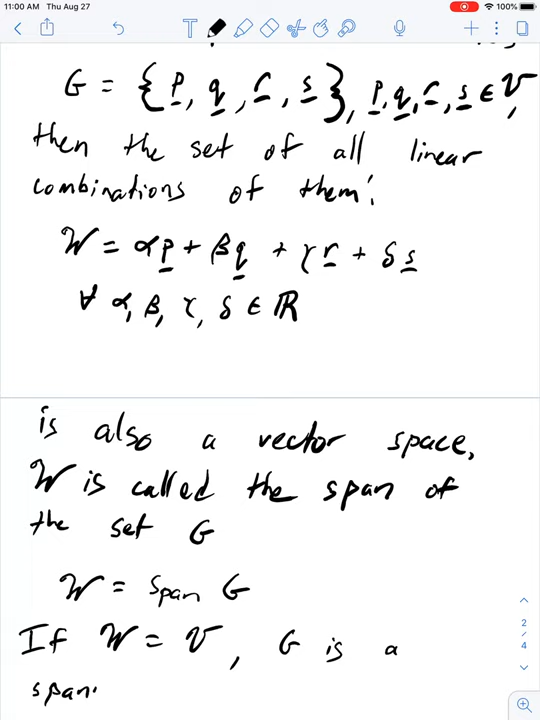 11:00 AM Thu Aug 27
100%
G = {p, q, r, s}, p, q, r, s ∈ V,
then the set of all linear
combinations of them:
W = αp + βq + γr + δs
∀ α, β, γ, δ ∈ ℝ
is also a vector space,
W is called the span of
the set G
W = span G
If W = V, G is a
span
2
/
4